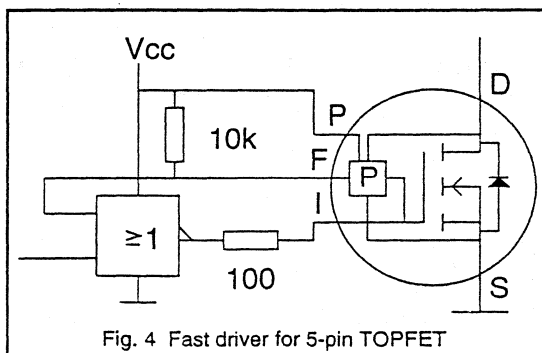 Vcc
D
P
10k
F
P
I
≥1
100
S
Fig. 4 Fast driver for 5-pin TOPFET